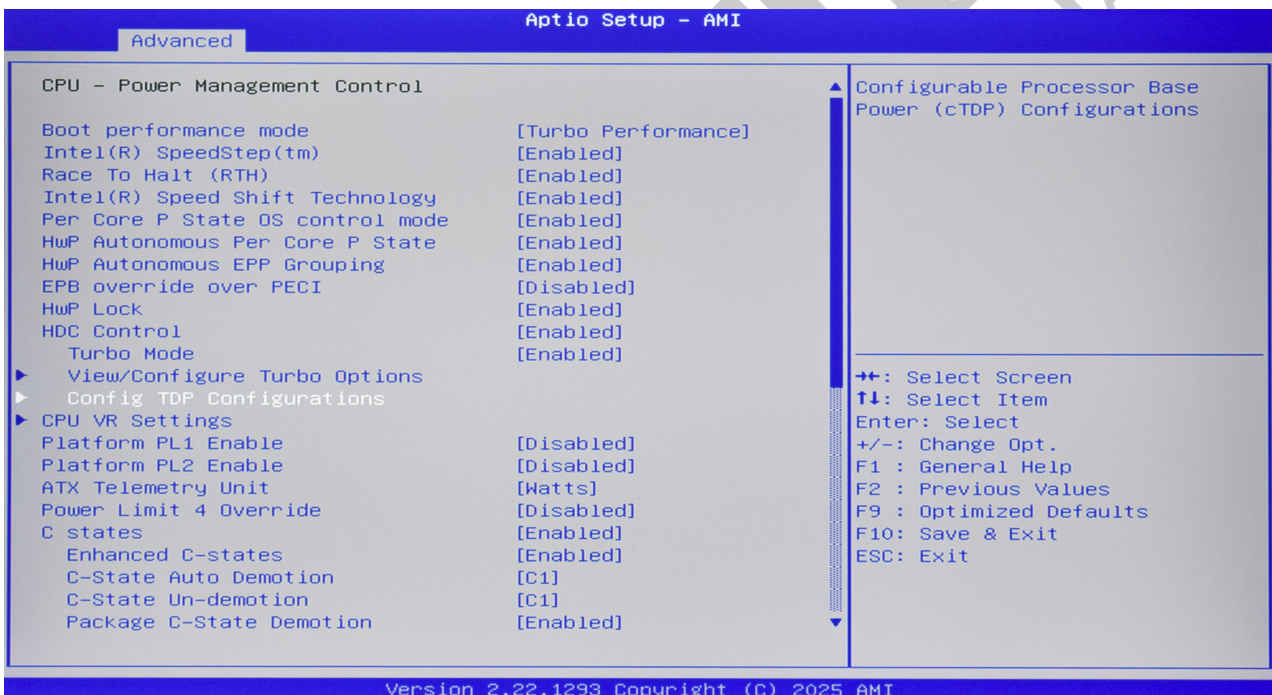 Aptio Setup – AMI
Advanced
CPU – Power Management Control
Boot performance mode [Turbo Performance]
Intel(R) SpeedStep(tm) [Enabled]
Race To Halt (RTH) [Enabled]
Intel(R) Speed Shift Technology [Enabled]
Per Core P State OS control mode [Enabled]
HwP Autonomous Per Core P State [Enabled]
HwP Autonomous EPP Grouping [Enabled]
EPB override over PECI [Disabled]
HwP Lock [Enabled]
HDC Control [Enabled]
Turbo Mode [Enabled]
View/Configure Turbo Options
Config TDP Configurations
CPU VR Settings
Platform PL1 Enable [Disabled]
Platform PL2 Enable [Disabled]
ATX Telemetry Unit [Watts]
Power Limit 4 Override [Disabled]
C states [Enabled]
Enhanced C-states [Enabled]
C-State Auto Demotion [C1]
C-State Un-demotion [C1]
Package C-State Demotion [Enabled]
Configurable Processor Base
Power (cTDP) Configurations
→←: Select Screen
↑↓: Select Item
Enter: Select
+/-: Change Opt.
F1 : General Help
F2 : Previous Values
F9 : Optimized Defaults
F10: Save & Exit
ESC: Exit
Version 2.22.1293 Copyright (C) 2025 AMI